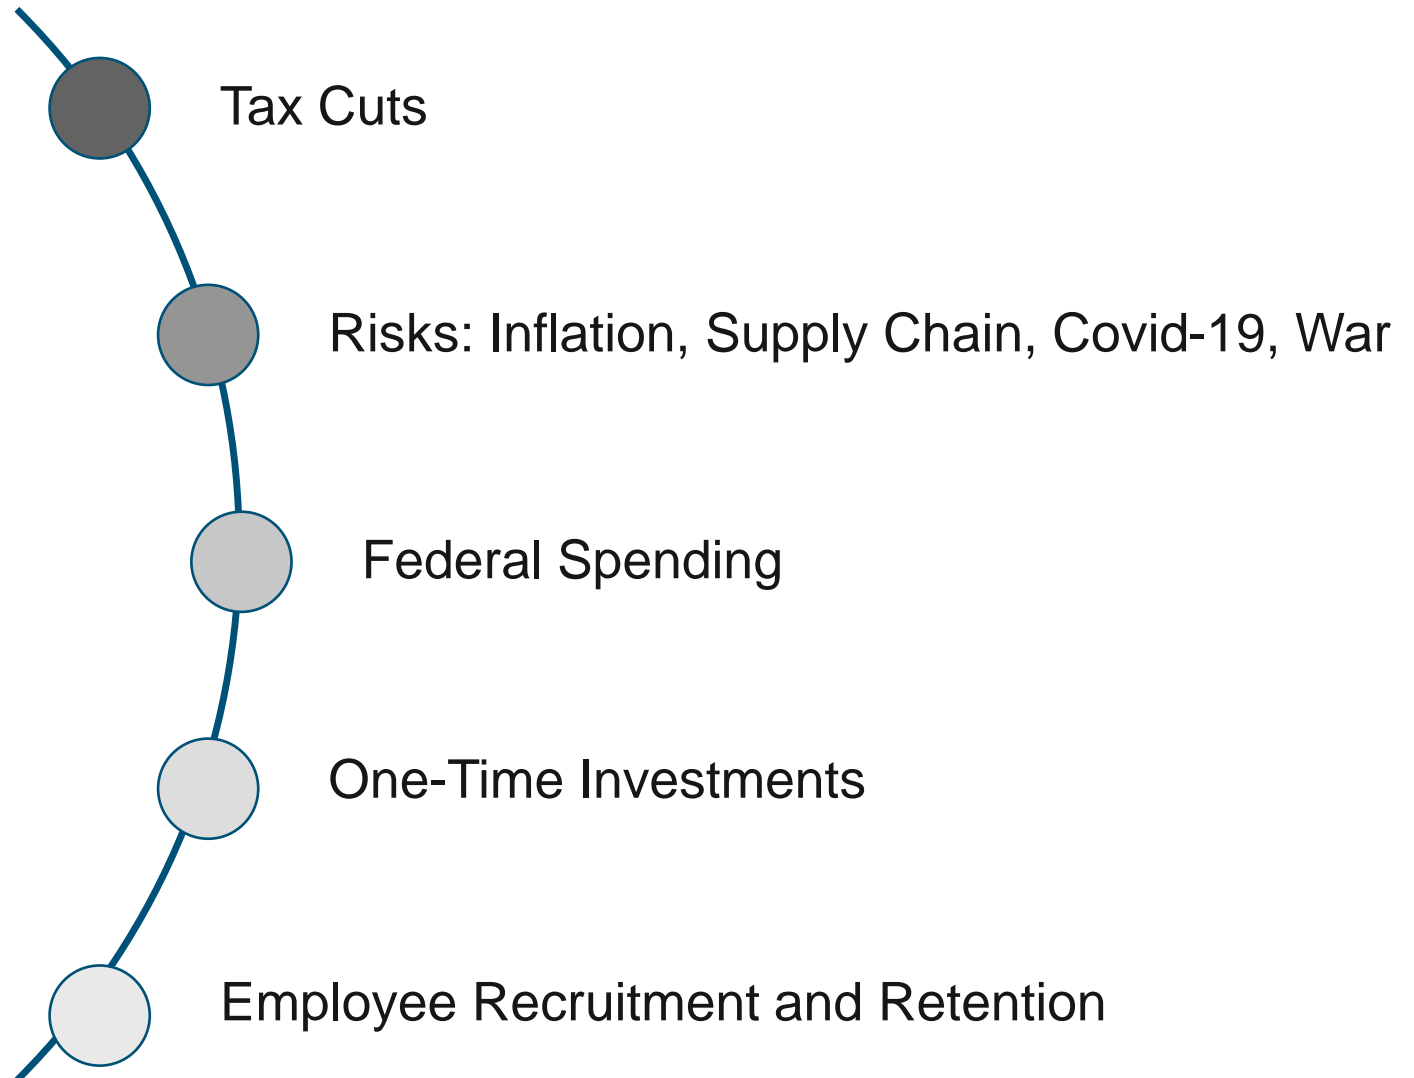 Tax Cuts
Risks: Inflation, Supply Chain, Covid-19, War
Federal Spending
One-Time Investments
Employee Recruitment and Retention